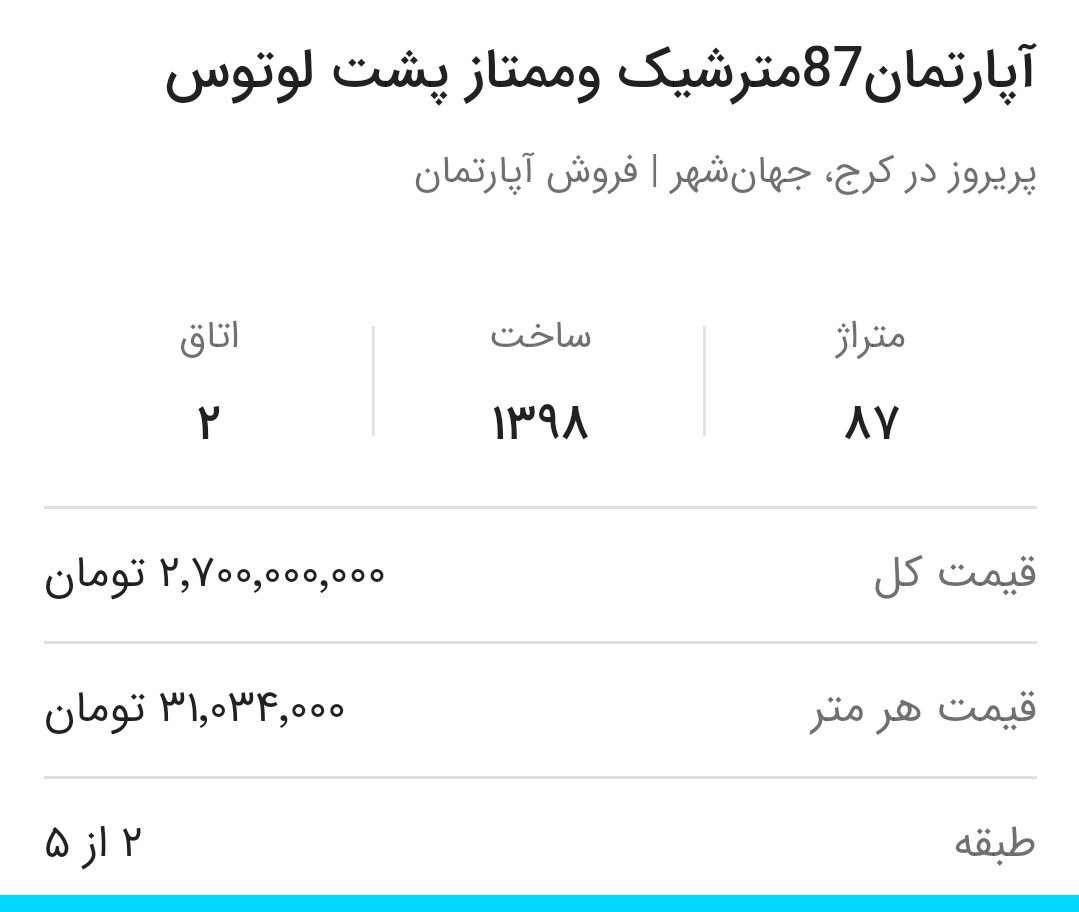 آپارتمان87مترشیک وممتاز پشت لوتوس
پریروز در کرج، جهان‌شهر | فروش آپارتمان
متراژ ساخت اتاق
۸۷ ۱۳۹۸ ۲
قیمت کل ۲,۷۰۰,۰۰۰,۰۰۰ تومان
قیمت هر متر ۳۱,۰۳۴,۰۰۰ تومان
طبقه ۲ از ۵